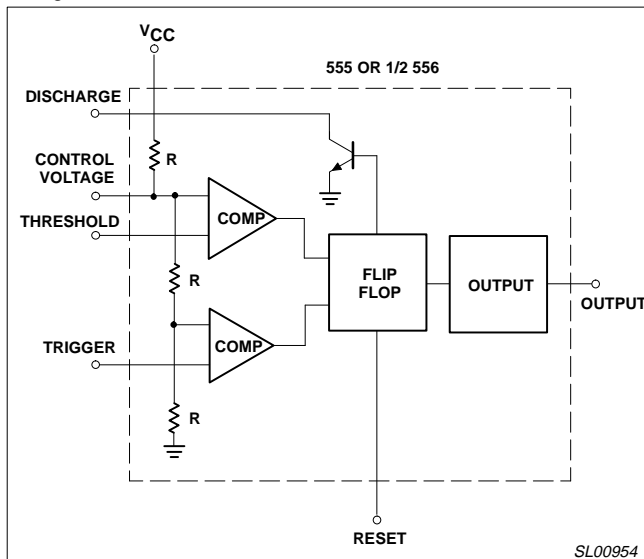 VCC
555 OR 1/2 556
DISCHARGE
R
CONTROL
VOLTAGE
THRESHOLD
COMP
R
FLIP
FLOP
OUTPUT
OUTPUT
COMP
TRIGGER
R
RESET
SL00954